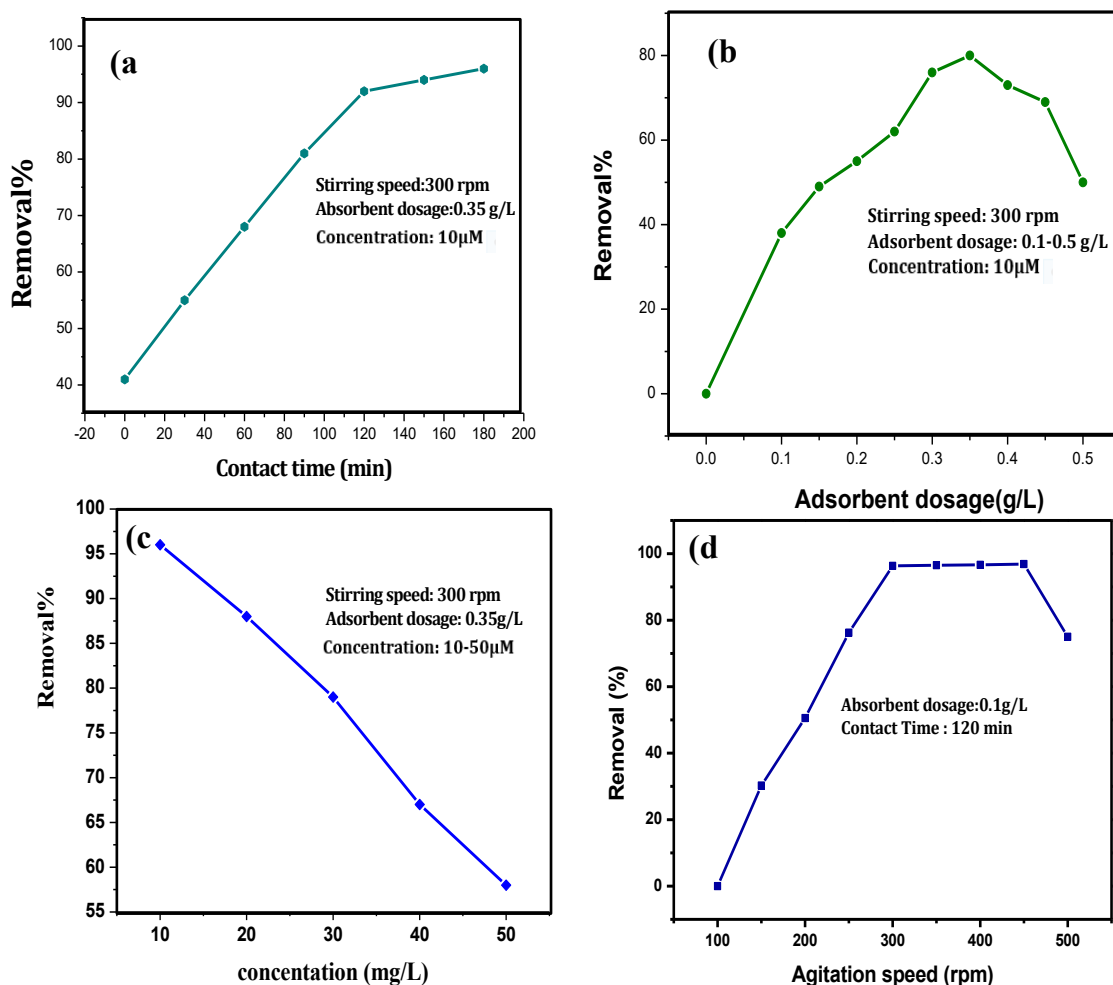 (a
Removal%
100
90
80
70
60
50
40
Stirring speed:300 rpm
Absorbent dosage:0.35 g/L
Concentration: 10µM
-20 0 20 40 60 80 100 120 140 160 180 200
Contact time (min)
(b
Removal%
80
60
40
20
0
Stirring speed: 300 rpm
Adsorbent dosage: 0.1-0.5 g/L
Concentration: 10µM
0.0 0.1 0.2 0.3 0.4 0.5
Adsorbent dosage(g/L)
(c
Removal%
100
95
90
85
80
75
70
65
60
55
Stirring speed: 300 rpm
Adsorbent dosage: 0.35g/L
Concentration: 10-50µM
10 20 30 40 50
concentation (mg/L)
(d
Removal (%)
100
80
60
40
20
0
Absorbent dosage:0.1g/L
Contact Time : 120 min
100 200 300 400 500
Agitation speed (rpm)